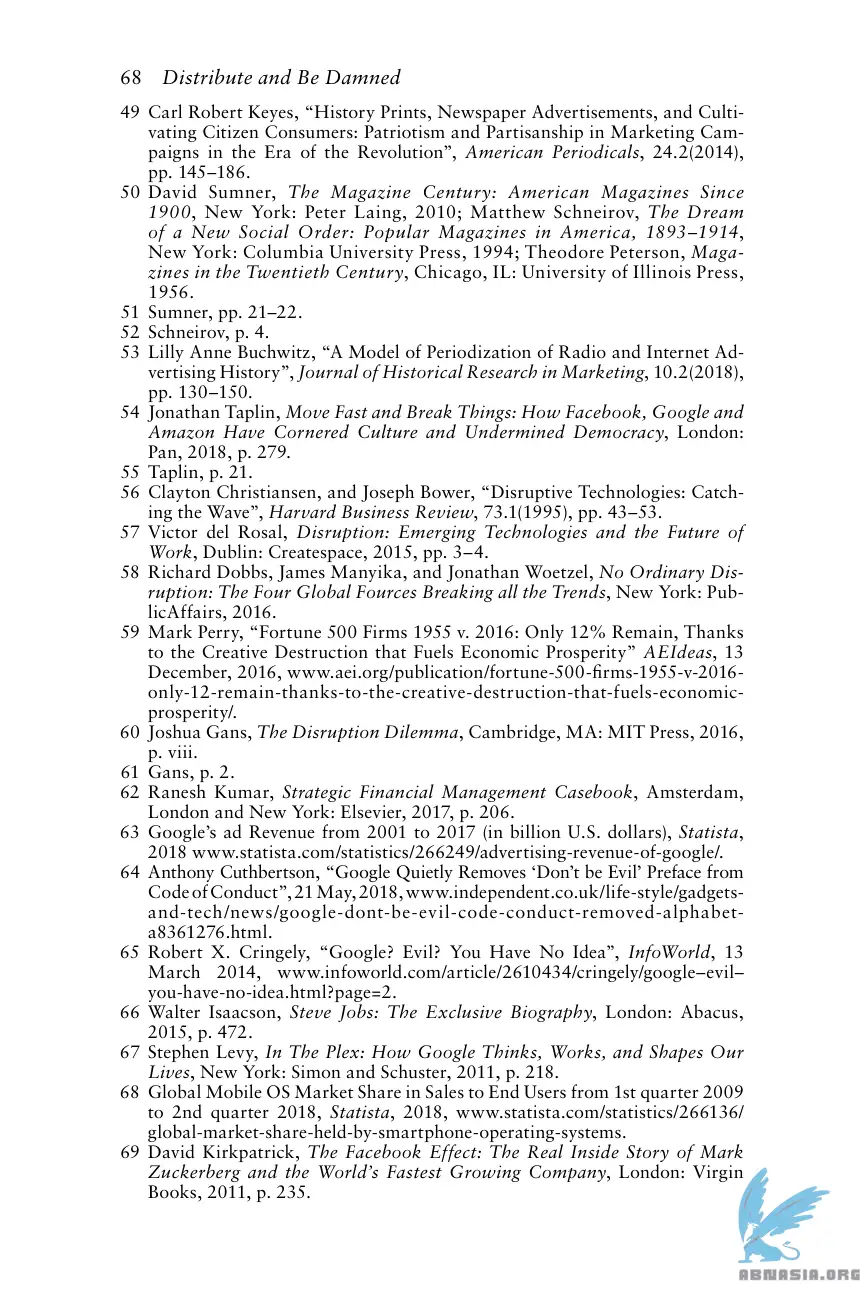 68 Distribute and Be Damned
49 Carl Robert Keyes, “History Prints, Newspaper Advertisements, and Culti-
vating Citizen Consumers: Patriotism and Partisanship in Marketing Cam-
paigns in the Era of the Revolution”, American Periodicals, 24.2(2014),
pp. 145–186.
50 David Sumner, The Magazine Century: American Magazines Since
1900, New York: Peter Laing, 2010; Matthew Schneirov, The Dream
of a New Social Order: Popular Magazines in America, 1893–1914,
New York: Columbia University Press, 1994; Theodore Peterson, Maga-
zines in the Twentieth Century, Chicago, IL: University of Illinois Press,
1956.
51 Sumner, pp. 21–22.
52 Schneirov, p. 4.
53 Lilly Anne Buchwitz, “A Model of Periodization of Radio and Internet Ad-
vertising History”, Journal of Historical Research in Marketing, 10.2(2018),
pp. 130–150.
54 Jonathan Taplin, Move Fast and Break Things: How Facebook, Google and
Amazon Have Cornered Culture and Undermined Democracy, London:
Pan, 2018, p. 279.
55 Taplin, p. 21.
56 Clayton Christiansen, and Joseph Bower, “Disruptive Technologies: Catch-
ing the Wave”, Harvard Business Review, 73.1(1995), pp. 43–53.
57 Victor del Rosal, Disruption: Emerging Technologies and the Future of
Work, Dublin: Createspace, 2015, pp. 3–4.
58 Richard Dobbs, James Manyika, and Jonathan Woetzel, No Ordinary Dis-
ruption: The Four Global Fources Breaking all the Trends, New York: Pub-
licAffairs, 2016.
59 Mark Perry, “Fortune 500 Firms 1955 v. 2016: Only 12% Remain, Thanks
to the Creative Destruction that Fuels Economic Prosperity” AEIdeas, 13
December, 2016, www.aei.org/publication/fortune-500-firms-1955-v-2016-
only-12-remain-thanks-to-the-creative-destruction-that-fuels-economic-
prosperity/.
60 Joshua Gans, The Disruption Dilemma, Cambridge, MA: MIT Press, 2016,
p. viii.
61 Gans, p. 2.
62 Ranesh Kumar, Strategic Financial Management Casebook, Amsterdam,
London and New York: Elsevier, 2017, p. 206.
63 Google’s ad Revenue from 2001 to 2017 (in billion U.S. dollars), Statista,
2018 www.statista.com/statistics/266249/advertising-revenue-of-google/.
64 Anthony Cuthbertson, “Google Quietly Removes ‘Don’t be Evil’ Preface from
Code of Conduct”, 21 May, 2018, www.independent.co.uk/life-style/gadgets-
and-tech/news/google-dont-be-evil-code-conduct-removed-alphabet-
a8361276.html.
65 Robert X. Cringely, “Google? Evil? You Have No Idea”, InfoWorld, 13
March 2014, www.infoworld.com/article/2610434/cringely/google–evil–
you-have-no-idea.html?page=2.
66 Walter Isaacson, Steve Jobs: The Exclusive Biography, London: Abacus,
2015, p. 472.
67 Stephen Levy, In The Plex: How Google Thinks, Works, and Shapes Our
Lives, New York: Simon and Schuster, 2011, p. 218.
68 Global Mobile OS Market Share in Sales to End Users from 1st quarter 2009
to 2nd quarter 2018, Statista, 2018, www.statista.com/statistics/266136/
global-market-share-held-by-smartphone-operating-systems.
69 David Kirkpatrick, The Facebook Effect: The Real Inside Story of Mark
Zuckerberg and the World’s Fastest Growing Company, London: Virgin
Books, 2011, p. 235.
ABNASIA.ORG